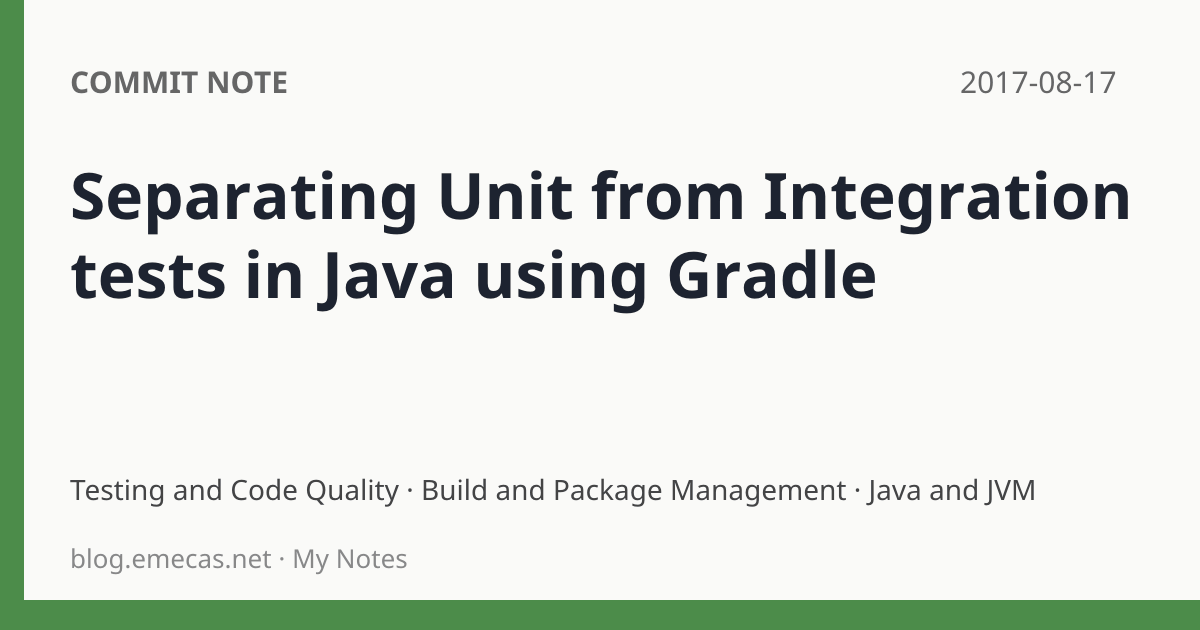 COMMIT NOTE
2017-08-17
Separating Unit from Integration
tests in Java using Gradle
Testing and Code Quality · Build and Package Management · Java and JVM
blog.emecas.net · My Notes